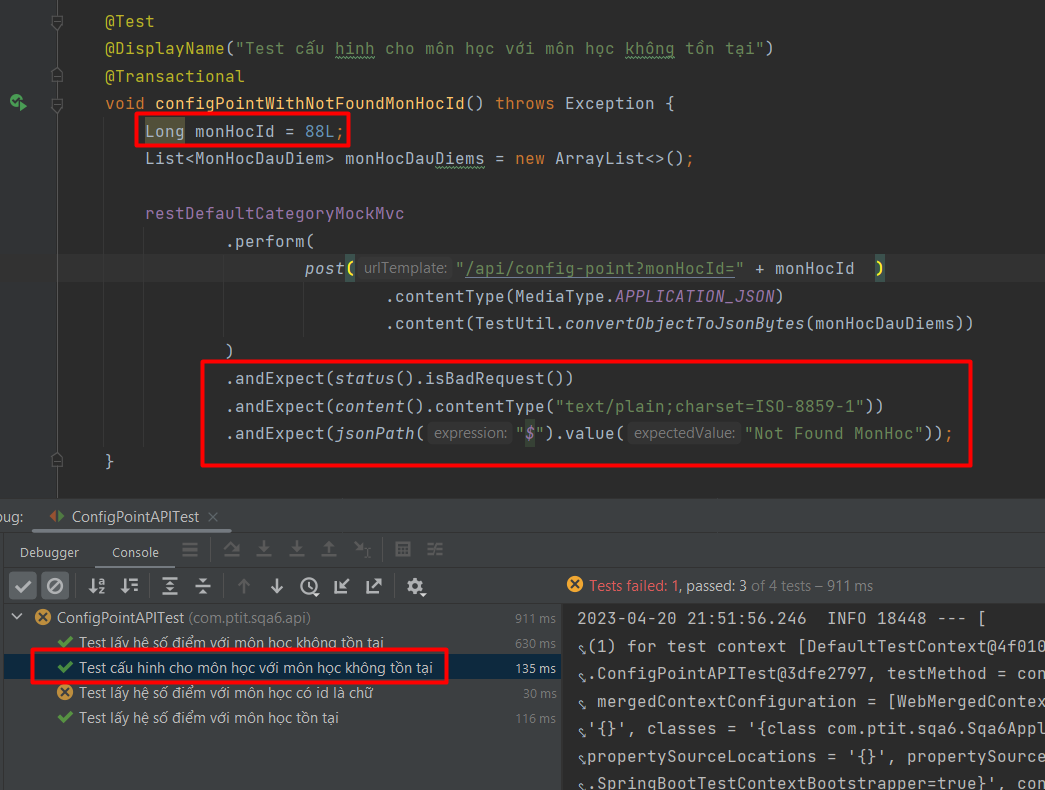 @Test
@DisplayName("Test cấu hinh cho môn học với môn học không tồn tại")
@Transactional
void configPointWithNotFoundMonHocId() throws Exception {
Long monHocId = 88L;
List<MonHocDauDiem> monHocDauDiems = new ArrayList<>();
restDefaultCategoryMockMvc
.perform(
post( urlTemplate: "/api/config-point?monHocId=" + monHocId )
.contentType(MediaType.APPLICATION_JSON)
.content(TestUtil.convertObjectToJsonBytes(monHocDauDiems))
)
.andExpect(status().isBadRequest())
.andExpect(content().contentType("text/plain;charset=ISO-8859-1"))
.andExpect(jsonPath( expression: "$").value( expectedValue: "Not Found MonHoc"));
}
bug: ConfigPointAPITest
Debugger Console
Tests failed: 1, passed: 3 of 4 tests – 911 ms
ConfigPointAPITest (com.ptit.sqa6.api) 911 ms
Test lấy hệ số điểm với môn học không tồn tại 630 ms
Test cấu hinh cho môn học với môn học không tồn tại 135 ms
Test lấy hệ số điểm với môn học có id là chữ 30 ms
Test lấy hệ số điểm với môn học tồn tại 116 ms
2023-04-20 21:51:56.246 INFO 18448 --- [
(1) for test context [DefaultTestContext@4f010
.ConfigPointAPITest@3dfe2797, testMethod = con
mergedContextConfiguration = [WebMergedContex
'{}', classes = '{class com.ptit.sqa6.Sqa6Appl
propertySourceLocations = '{}', propertySource
.SpringBootTestContextBootstrapper=true}', con